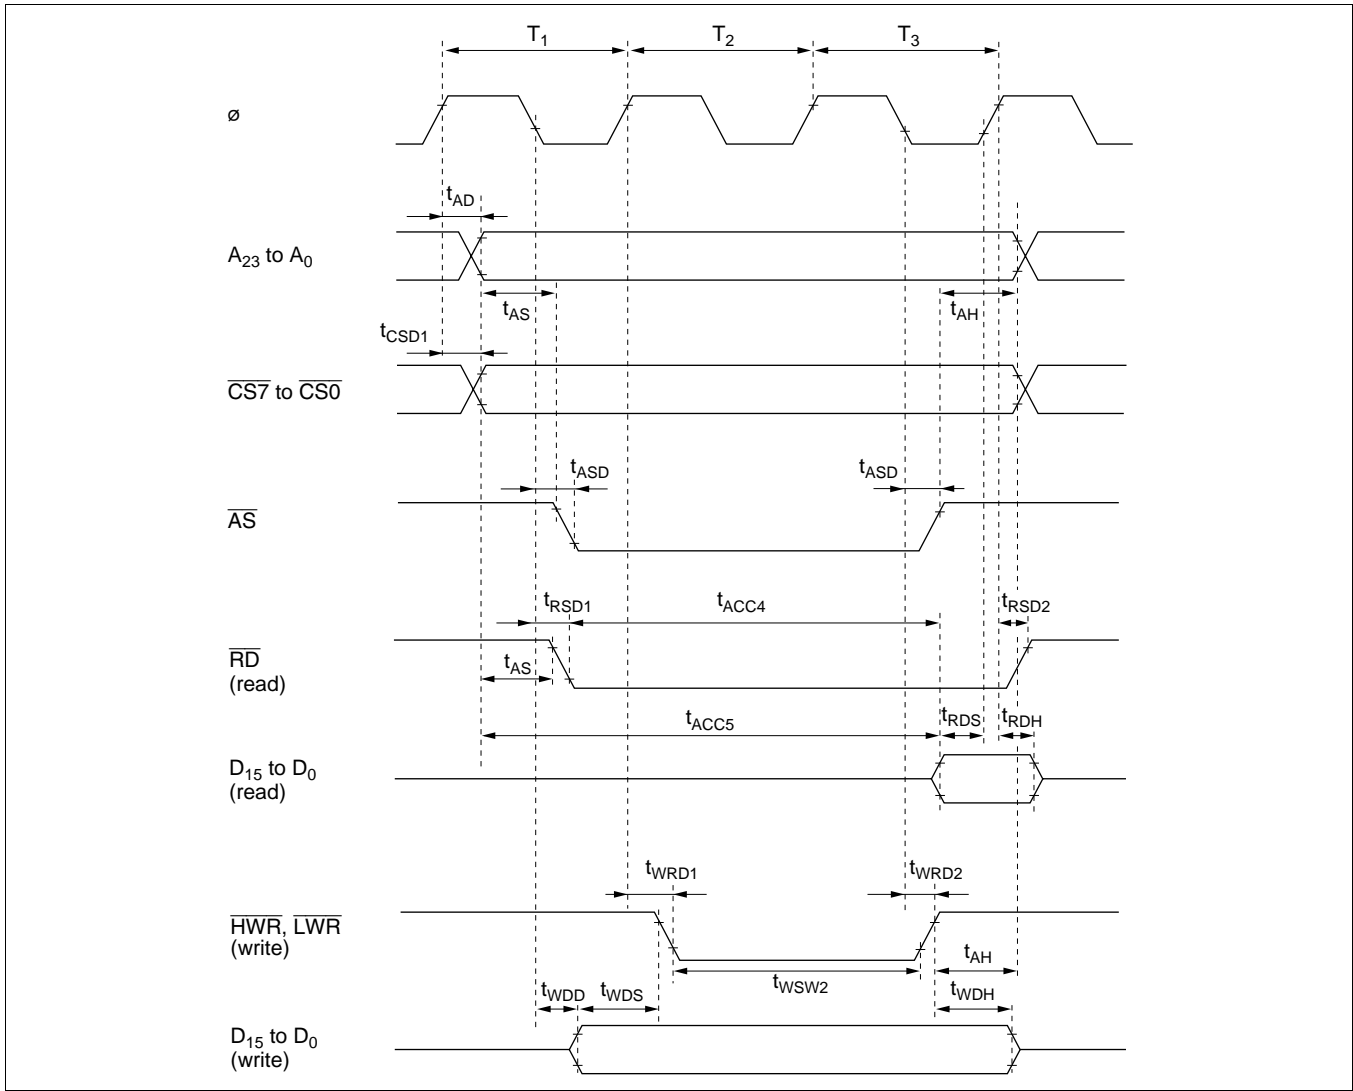 T1 T2 T3
ø
tAD
A23 to A0
tAS tAH
tCSD1
CS7 to CS0
tASD tASD
AS
tRSD1 tACC4 tRSD2
RD
(read)
tAS
tACC5 tRDS tRDH
D15 to D0
(read)
tWRD1 tWRD2
HWR, LWR
(write)
tAH
tWSW2
tWDD tWDS tWDH
D15 to D0
(write)